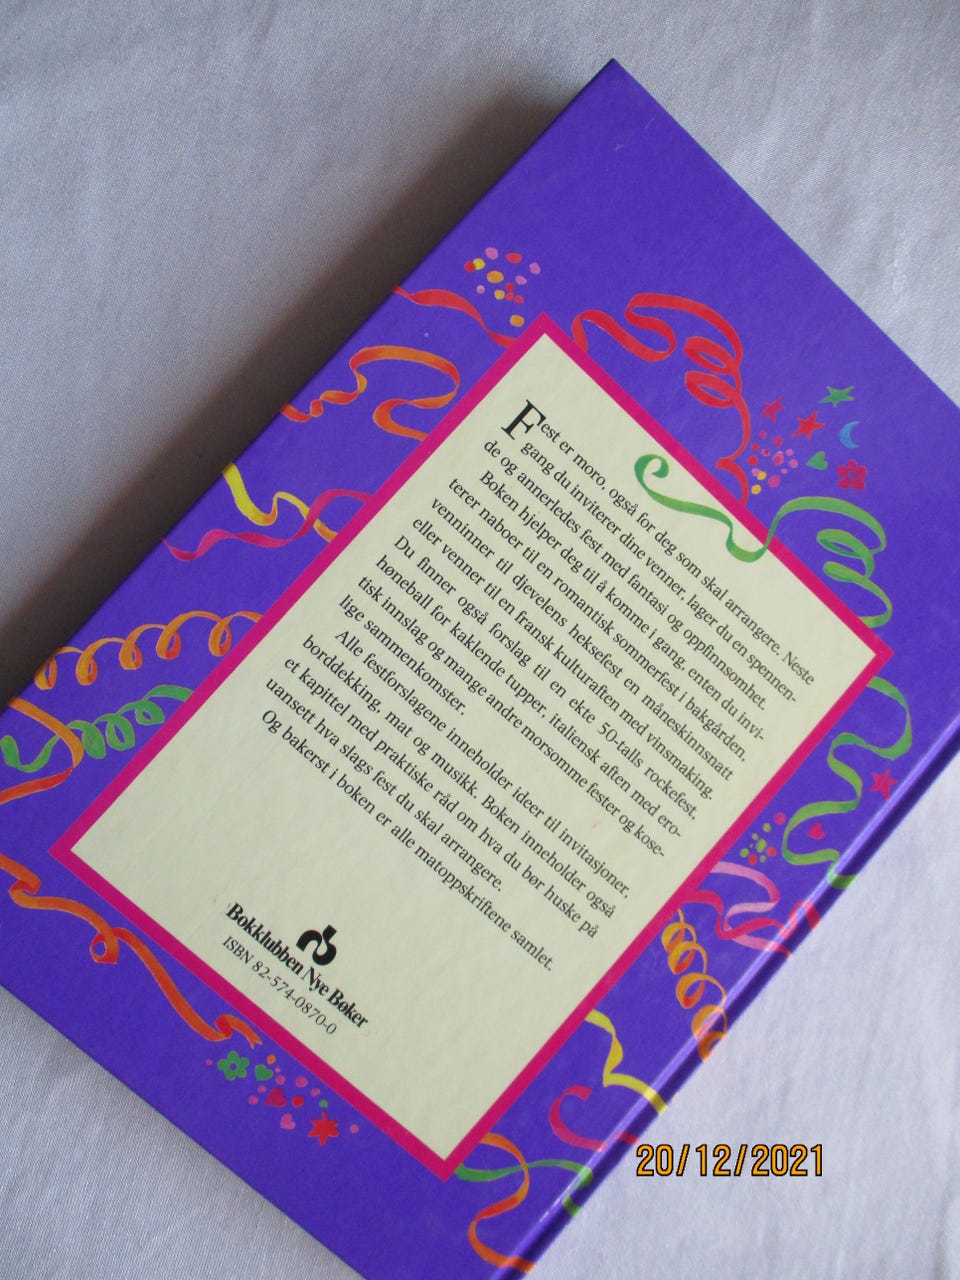 Fest er moro, også for deg som skal arrangere. Neste
gang du inviterer dine venner, lager du en spennen-
de og annerledes fest med fantasi og oppfinnsomhet.
Boken hjelper deg til å komme i gang, enten du invi-
terer naboer til en romantisk sommerfest i bakgården,
venninner til djevelens heksefest en måneskinnsnatt
eller venner til en fransk kulturaften med vinsmaking.
Du finner også forslag til en ekte 50-talls rockefest,
høneball for kaklende tupper, italiensk aften med ero-
tisk innslag og mange andre morsomme fester og kose-
lige sammenkomster.
Alle festforslagene inneholder ideer til invitasjoner,
borddekking, mat og musikk. Boken inneholder også
et kapittel med praktiske råd om hva du bør huske på
uansett hva slags fest du skal arrangere.
Og bakerst i boken er alle matoppskriftene samlet.
Bokklubben Nye Bøker
ISBN 82-574-0870-0
20/12/2021